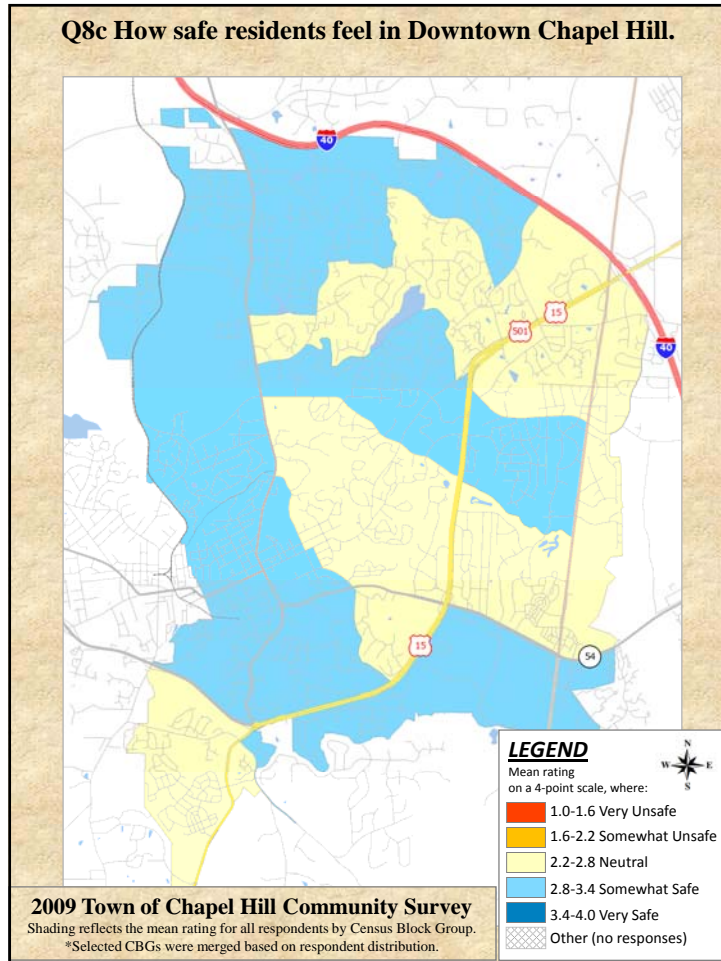 Q8c How safe residents feel in Downtown Chapel Hill.
40
15
501
40
15
54
LEGEND
Mean rating
on a 4-point scale, where:
N
W E
S
1.0-1.6 Very Unsafe
1.6-2.2 Somewhat Unsafe
2.2-2.8 Neutral
2.8-3.4 Somewhat Safe
3.4-4.0 Very Safe
Other (no responses)
2009 Town of Chapel Hill Community Survey
Shading reflects the mean rating for all respondents by Census Block Group.
*Selected CBGs were merged based on respondent distribution.